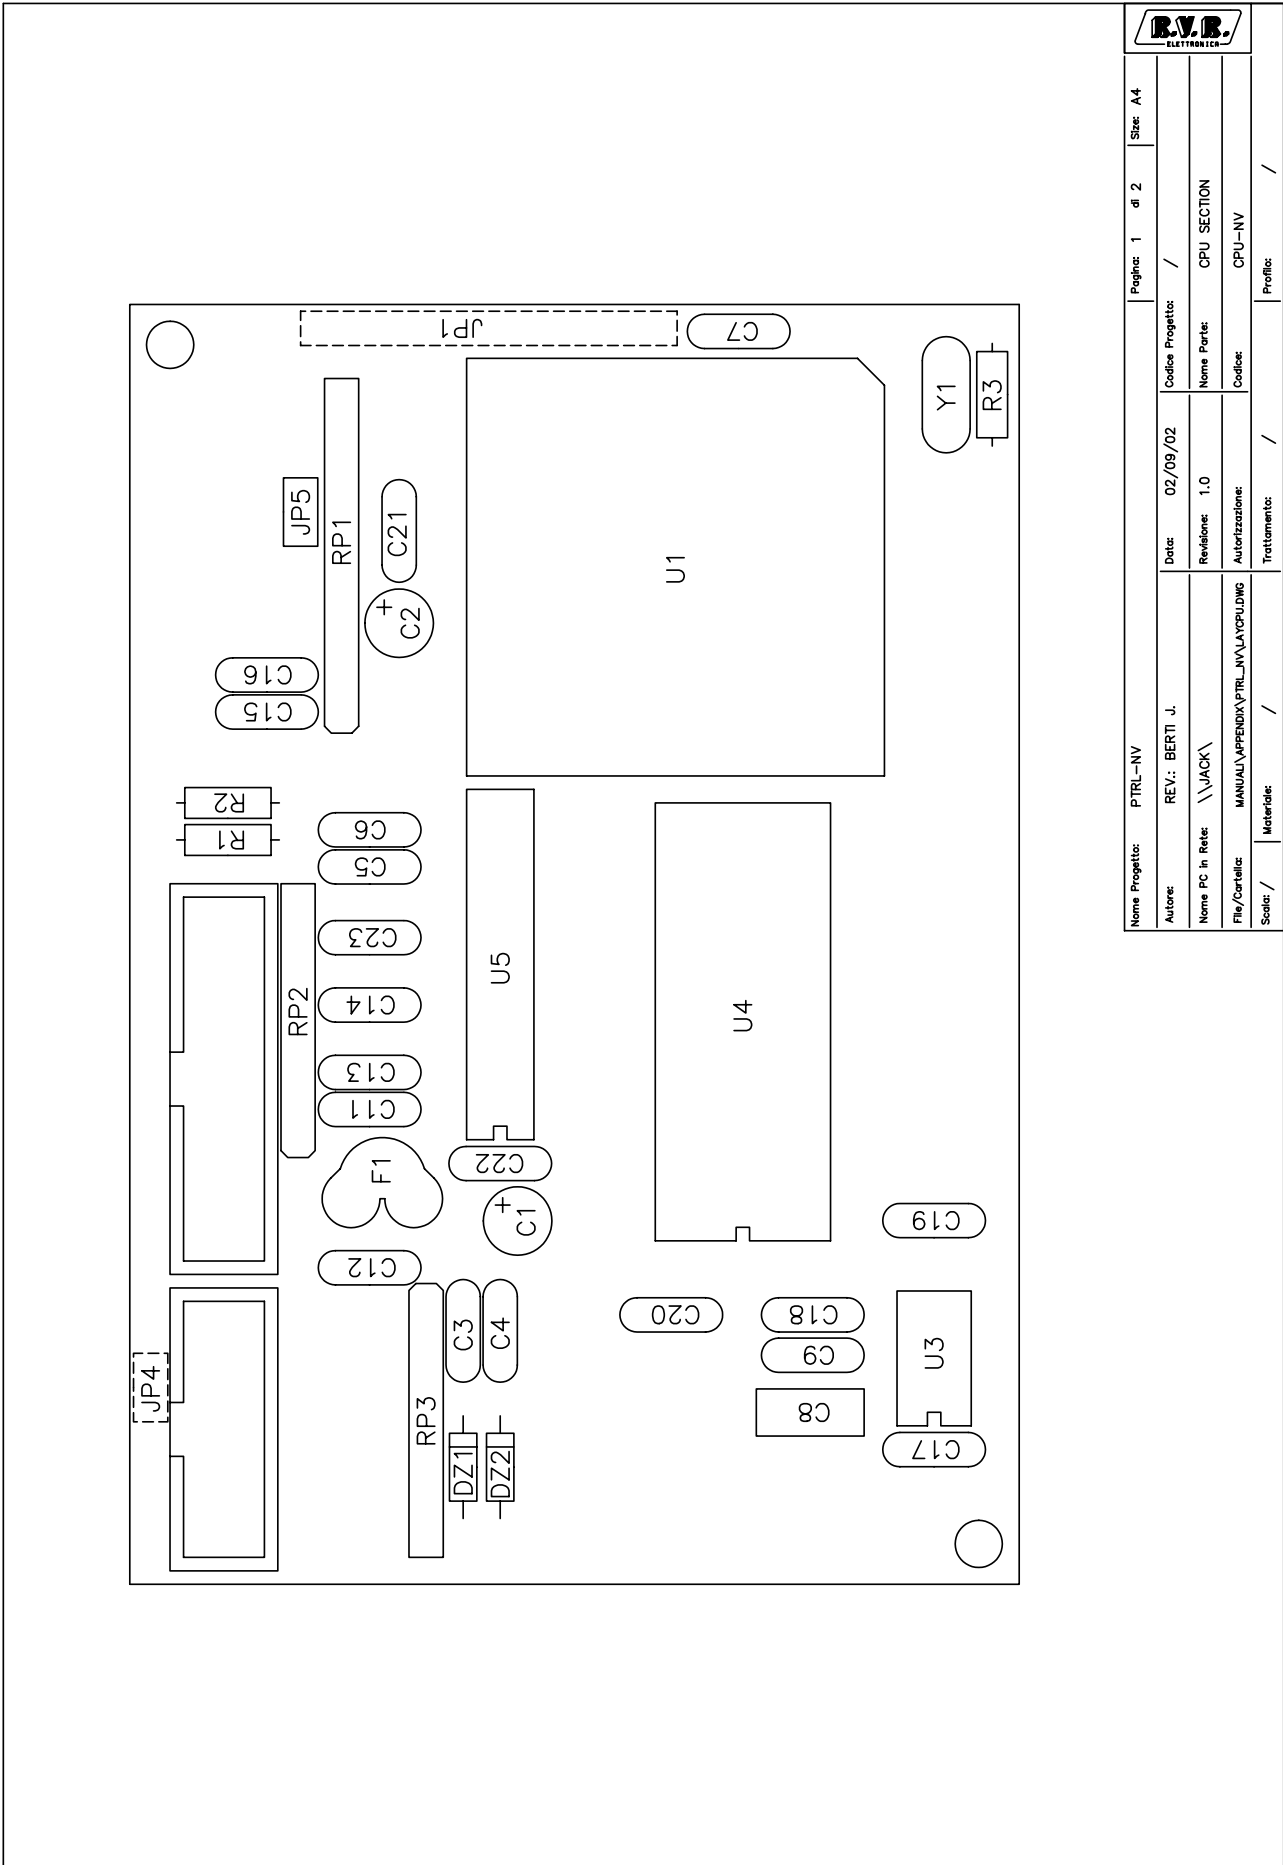 R.V.R.
ELETTRONICA
Nome Progetto: PTRL-NV
Pagina: 1 di 2
Size: A4
Autore: REV.: BERTI J.
Data: 02/09/02
Codice Progetto: /
Nome PC in Rete: \\JACK\
Revisione: 1.0
Nome Parte: CPU SECTION
File/Cartella: MANUALI\APPENDIX\PTRL_NV\LAYCPU.DWG
Autorizzazione:
Codice: CPU-NV
Scala: /
Materiale: /
Trattamento: /
Profilo: /
JP1
C7
Y1
R3
JP5
RP1
C21
C2
U1
C16
C15
R2
R1
C6
C5
C23
RP2
C14
U5
U4
C13
C11
F1
C22
+
C1
+
C19
C12
C3
C4
C20
C18
C9
U3
JP4
RP3
C8
DZ1
DZ2
C17